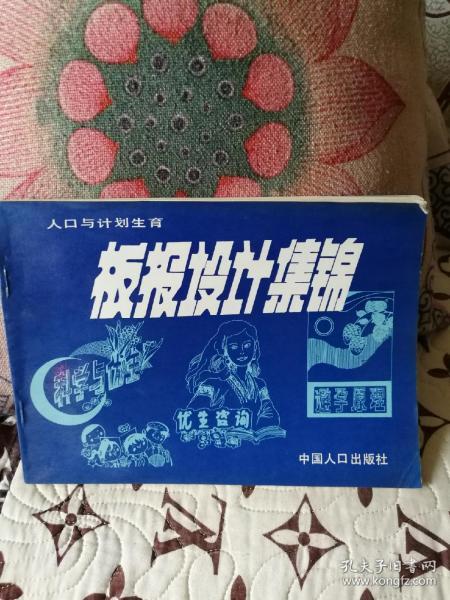 人口与计划生育
板报设计集锦
科学与优生
优生咨询
避孕原理
中国人口出版社
孔夫子旧书网
www.kongfz.com